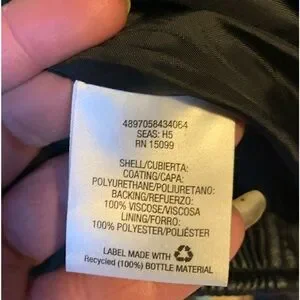 4897058434064
SEAS: H5
RN 15099
SHELL/CUBIERTA:
COATING/CAPA:
POLYURETHANE/POLIURETANO:
BACKING/REFUERZO:
100% VISCOSE/VISCOSA
LINING/FORRO:
100% POLYESTER/POLIÉSTER
LABEL MADE WITH
Recycled (100%) BOTTLE MATERIAL